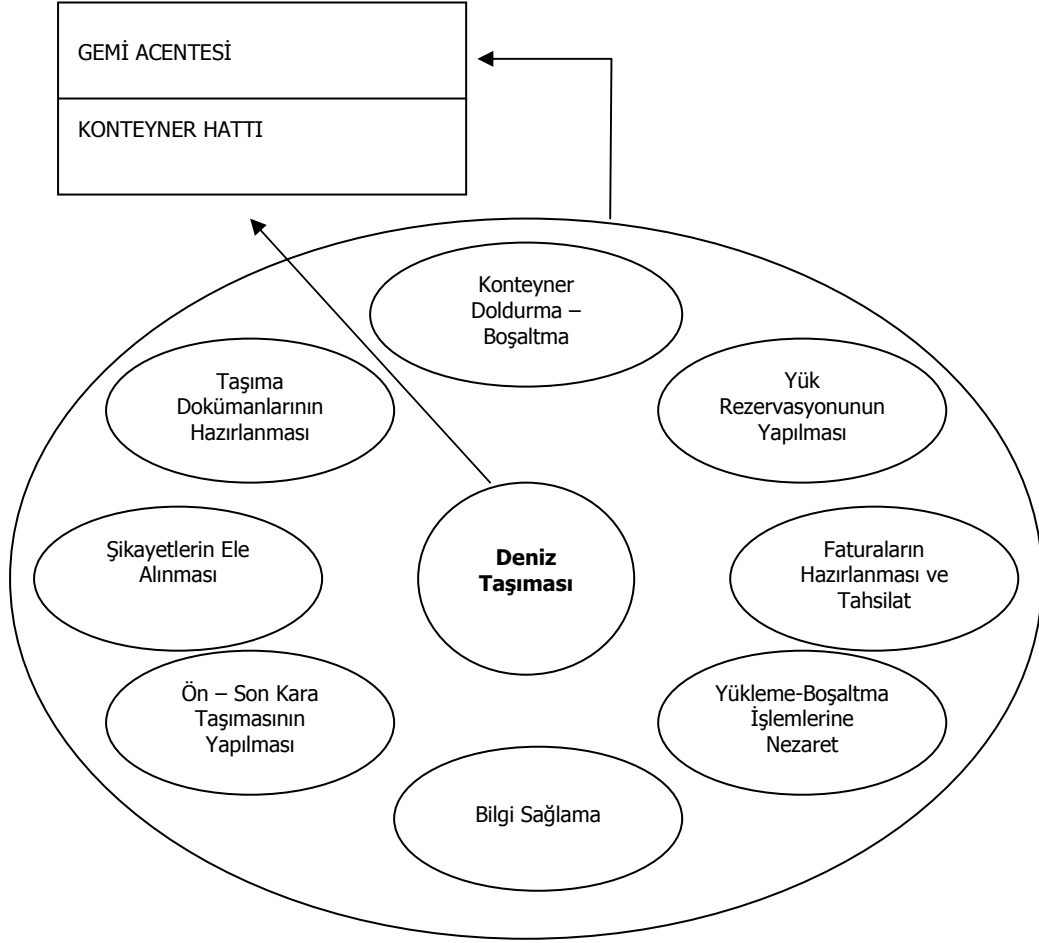 GEMİ ACENTESİ
KONTEYNER HATTI
Konteyner
Doldurma –
Boşaltma
Taşıma
Dokümanlarının
Hazırlanması
Yük
Rezervasyonunun
Yapılması
Şikayetlerin Ele
Alınması
Deniz
Taşıması
Faturaların
Hazırlanması ve
Tahsilat
Ön – Son Kara
Taşımasının
Yapılması
Yükleme-Boşaltma
İşlemlerine
Nezaret
Bilgi Sağlama